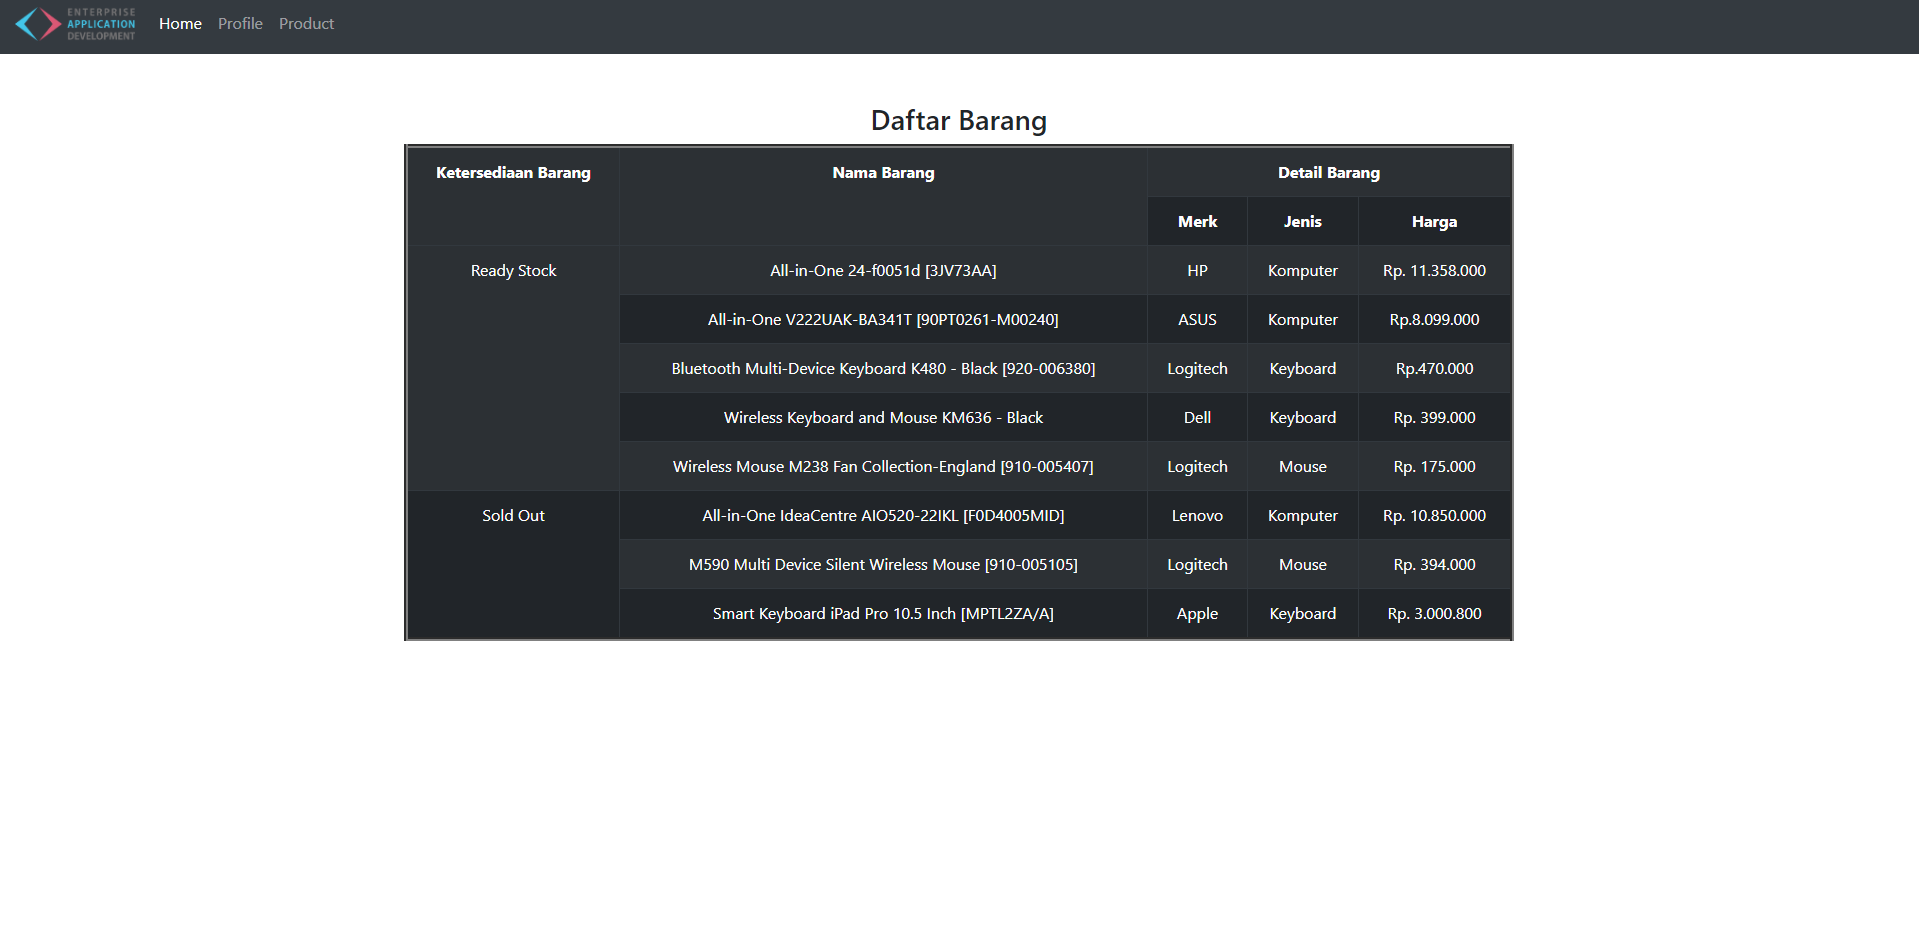 ENTERPRISE
APPLICATION
DEVELOPMENT
Home Profile Product
Daftar Barang
Ketersediaan Barang Nama Barang Detail Barang
Merk Jenis Harga
Ready Stock All-in-One 24-f0051d [3JV73AA] HP Komputer Rp. 11.358.000
All-in-One V222UAK-BA341T [90PT0261-M00240] ASUS Komputer Rp.8.099.000
Bluetooth Multi-Device Keyboard K480 - Black [920-006380] Logitech Keyboard Rp.470.000
Wireless Keyboard and Mouse KM636 - Black Dell Keyboard Rp. 399.000
Wireless Mouse M238 Fan Collection-England [910-005407] Logitech Mouse Rp. 175.000
Sold Out All-in-One IdeaCentre AIO520-22IKL [F0D4005MID] Lenovo Komputer Rp. 10.850.000
M590 Multi Device Silent Wireless Mouse [910-005105] Logitech Mouse Rp. 394.000
Smart Keyboard iPad Pro 10.5 Inch [MPTL2ZA/A] Apple Keyboard Rp. 3.000.800